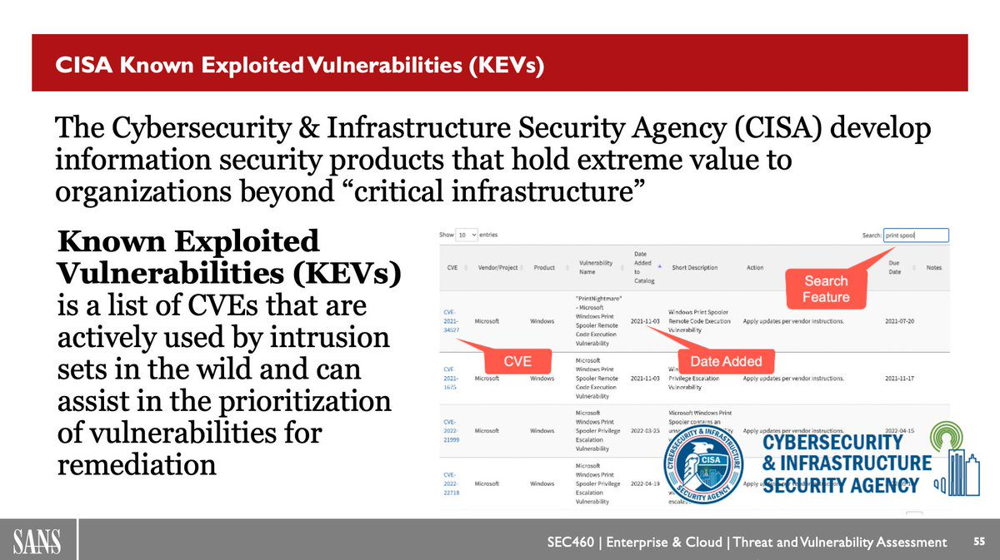 CISA Known Exploited Vulnerabilities (KEVs)
The Cybersecurity & Infrastructure Security Agency (CISA) develop
information security products that hold extreme value to
organizations beyond “critical infrastructure”
Known Exploited
Vulnerabilities (KEVs)
is a list of CVEs that are
actively used by intrusion
sets in the wild and can
assist in the prioritization
of vulnerabilities for
remediation
Show 10 entries
Search: print spool
CVE
Vendor/Project
Product
Vulnerability
Name
Date
Added
to
Catalog
Short Description
Action
Due
Date
Notes
Search
Feature
CVE-
2021-
34527
Microsoft
Windows
"PrintNightmare"
- Microsoft
Windows Print
Spooler Remote
Code Execution
Vulnerability
2021-11-03
Windows Print Spooler
Remote Code Execution
Vulnerability
Apply updates per vendor instructions.
2021-07-20
CVE
Date Added
CVE-
2021-
1675
Microsoft
Windows
Microsoft
Windows Print
Spooler Remote
Code Execution
Vulnerability
2021-11-03
Privilege Escalation
Vulnerability
Apply updates per vendor instructions.
2021-11-17
CVE-
2022-
21999
Microsoft
Windows
Microsoft
Windows Print
Spooler Privilege
Escalation
Vulnerability
2022-03-25
Microsoft Windows Print
Spooler contains an
Apply updates per vendor instructions.
2022-04-15
CVE-
2022-
22718
Microsoft
Windows
Microsoft
Windows Print
Spooler Privilege
Escalation
Vulnerability
2022-04-19
CYBERSECURITY & INFRASTRUCTURE
CISA
SECURITY AGENCY
CYBERSECURITY
& INFRASTRUCTURE
SECURITY AGENCY
SANS
SEC460 | Enterprise & Cloud | Threat and Vulnerability Assessment
55